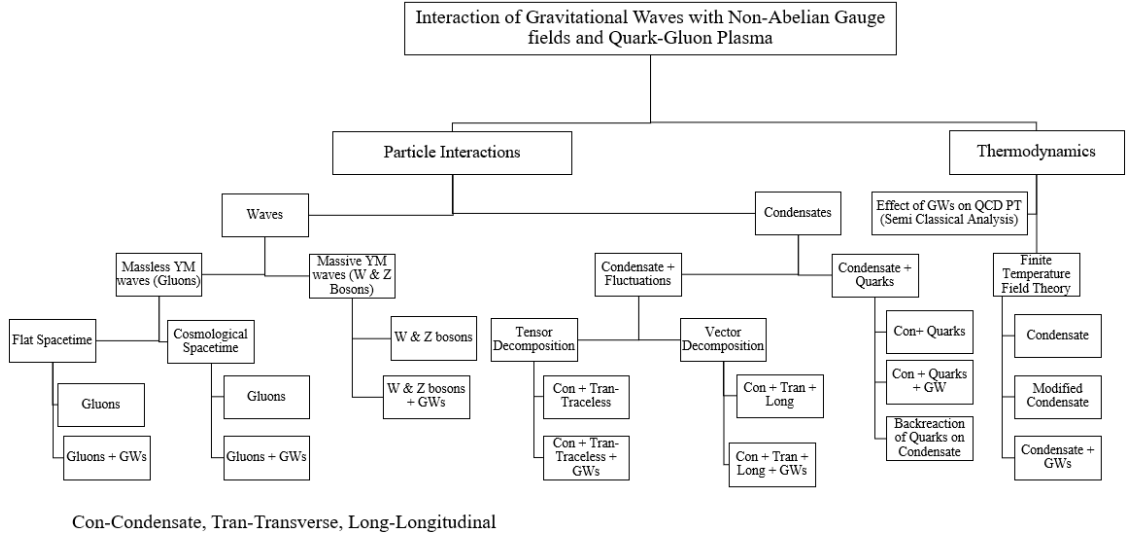 Interaction of Gravitational Waves with Non-Abelian Gauge
fields and Quark-Gluon Plasma
Particle Interactions
Thermodynamics
Waves
Condensates
Effect of GWs on QCD PT
(Semi Classical Analysis)
Massless YM
waves (Gluons)
Massive YM
waves (W & Z
Bosons)
Condensate +
Fluctuations
Condensate +
Quarks
Finite
Temperature
Field Theory
Flat Spacetime
Cosmological
Spacetime
W & Z bosons
Tensor
Decomposition
Vector
Decomposition
Con+ Quarks
Condensate
Gluons
Gluons
W & Z bosons
+ GWs
Con + Tran-
Traceless
Con + Tran +
Long
Con + Quarks
+ GW
Modified
Condensate
Gluons + GWs
Gluons + GWs
Con + Tran-
Traceless +
GWs
Con + Tran +
Long + GWs
Backreaction
of Quarks on
Condensate
Condensate +
GWs
Con-Condensate, Tran-Transverse, Long-Longitudinal